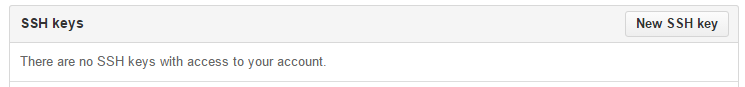 SSH keys
New SSH key
There are no SSH keys with access to your account.